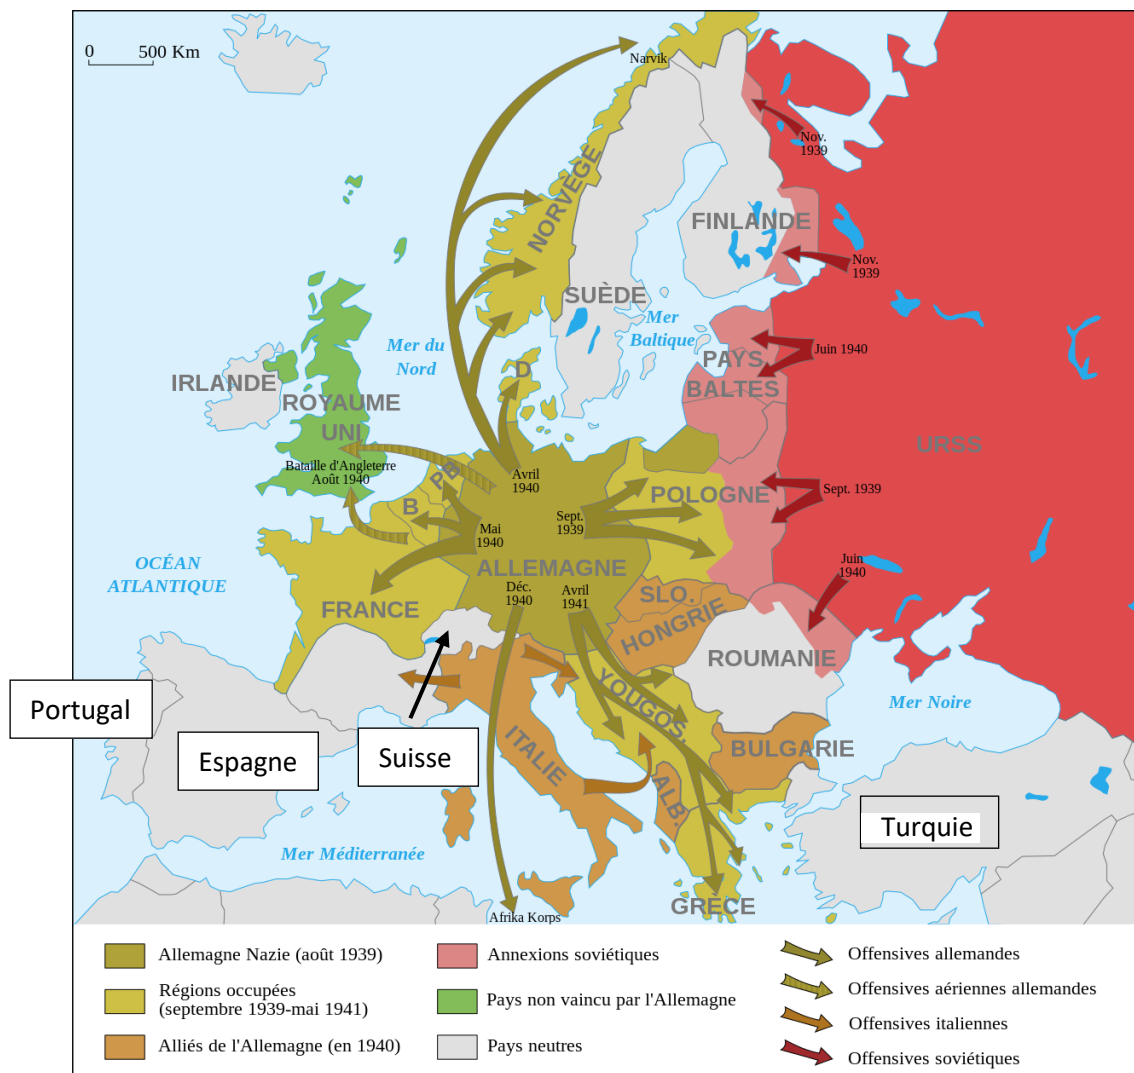 0
500 Km
Narvik
Nov.
1939
NORVÈGE
FINLANDE
Nov.
1939
SUÈDE
Mer
Baltique
Mer du
Nord
Juin 1940
PAYS
BALTES
D
IRLANDE
ROYAUME
UNI
URSS
Bataille d'Angleterre
Août 1940
PB
Avril
1940
POLOGNE
Sept. 1939
B
Mai
1940
Sept.
1939
OCÉAN
ATLANTIQUE
ALLEMAGNE
Juin
1940
Déc.
1940
Avril
1941
SLO.
FRANCE
HONGRIE
ROUMANIE
YOUGOS.
Mer Noire
Portugal
Espagne
Suisse
ITALIE
BULGARIE
ALB.
Turquie
Mer Méditerranée
GRÈCE
Afrika Korps
Allemagne Nazie (août 1939)
Régions occupées
(septembre 1939-mai 1941)
Alliés de l'Allemagne (en 1940)
Annexions soviétiques
Pays non vaincu par l'Allemagne
Pays neutres
Offensives allemandes
Offensives aériennes allemandes
Offensives italiennes
Offensives soviétiques